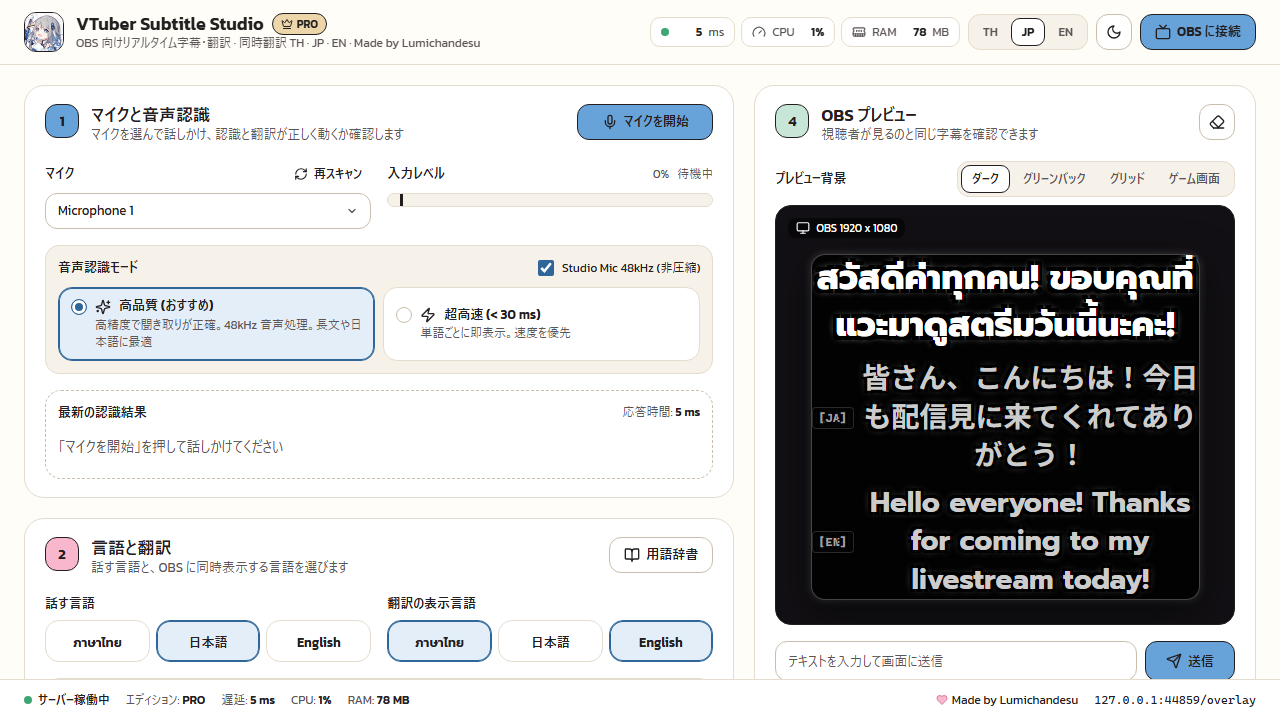 VTuber Subtitle Studio PRO
OBS 向けリアルタイム字幕・翻訳 · 同時翻訳 TH · JP · EN · Made by Lumichandesu
5 ms
CPU 1%
RAM 78 MB
TH JP EN
OBS に接続
1
マイクと音声認識
マイクを選んで話しかけ、認識と翻訳が正しく動くか確認します
マイクを開始
マイク
再スキャン
入力レベル
0% 待機中
Microphone 1
音声認識モード
Studio Mic 48kHz (非圧縮)
高品質 (おすすめ)
高精度で聞き取りが正確。48kHz 音声処理。長文や日
本語に最適
超高速 (< 30 ms)
単語ごとに即表示。速度を優先
最新の認識結果
応答時間: 5 ms
「マイクを開始」を押して話しかけてください
2
言語と翻訳
話す言語と、OBS に同時表示する言語を選びます
用語辞書
話す言語
ภาษาไทย 日本語 English
翻訳の表示言語
ภาษาไทย 日本語 English
4
OBS プレビュー
視聴者が見るのと同じ字幕を確認できます
プレビュー背景
ダーク グリーンバック グリッド ゲーム画面
OBS 1920 x 1080
สวัสดีค่าทุกคน! ขอบคุณที่
แวะมาดูสตรีมวันนี้นะคะ!
[JA]
皆さん、こんにちは！今日
も配信見に来てくれてあり
がとう！
[EN]
Hello everyone! Thanks
for coming to my
livestream today!
テキストを入力して画面に送信
送信
サーバー稼働中 エディション: PRO 遅延: 5 ms CPU: 1% RAM: 78 MB
Made by Lumichandesu 127.0.0.1:44859/overlay